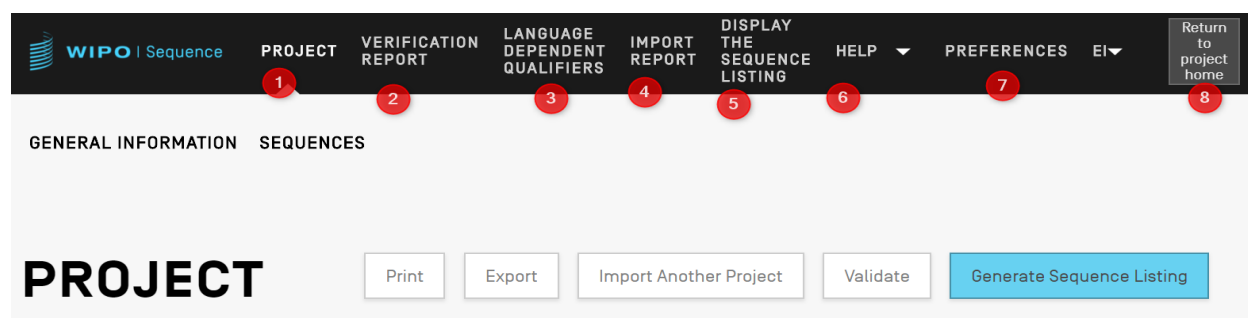 WIPO | Sequence
PROJECT
VERIFICATION
REPORT
LANGUAGE
DEPENDENT
QUALIFIERS
IMPORT
REPORT
DISPLAY
THE
SEQUENCE
LISTING
HELP
PREFERENCES
EI
Return
to
project
home
1
2
3
4
5
6
7
8
GENERAL INFORMATION SEQUENCES
PROJECT
Print Export Import Another Project Validate Generate Sequence Listing